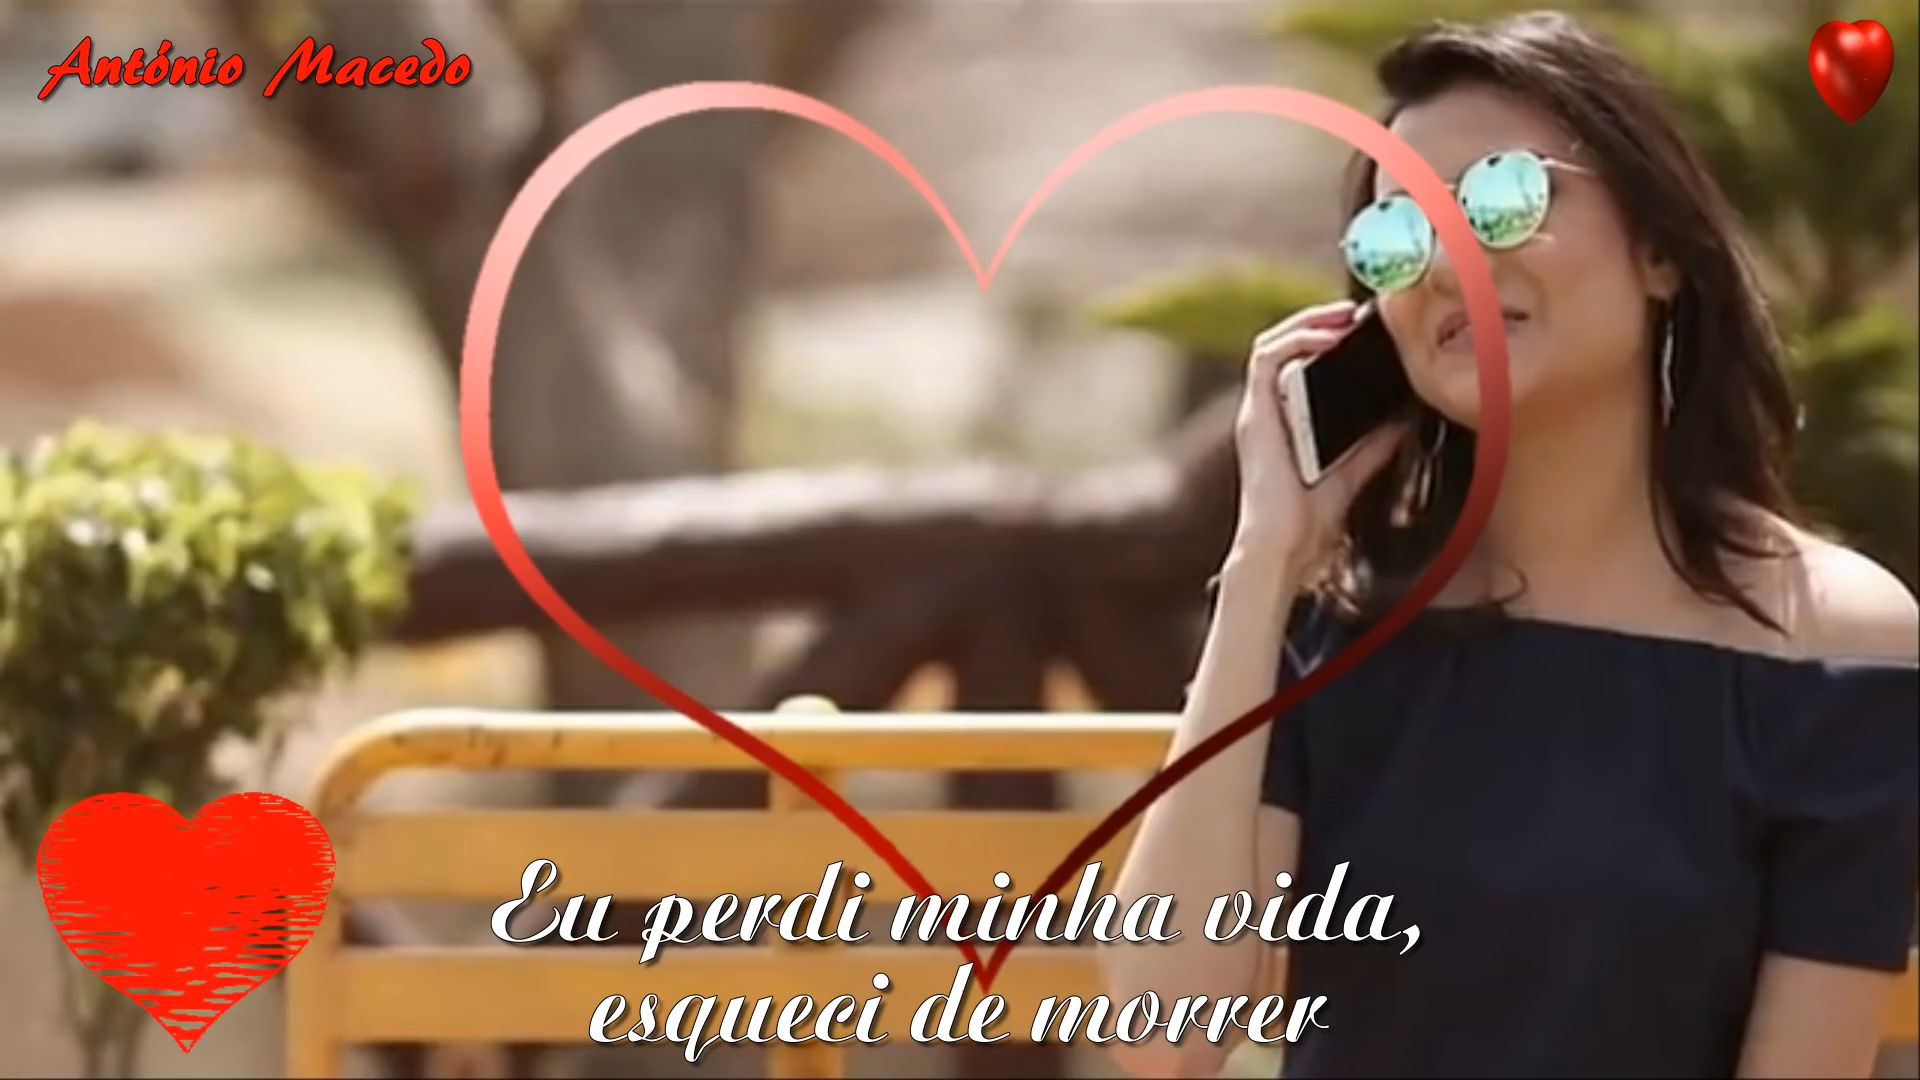 António Macedo
Eu perdi minha vida,
esqueci de morrer